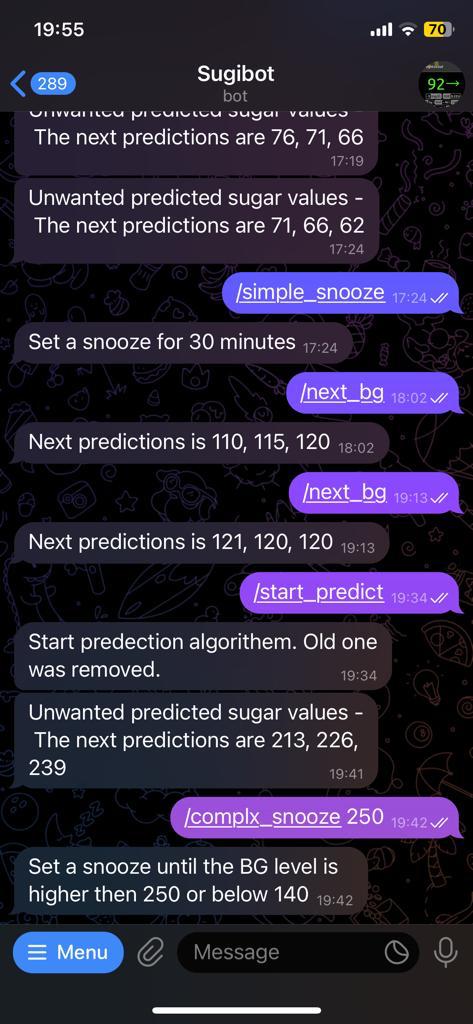 19:55
70
289
Sugibot
bot
92→
Unwanted predicted sugar values -
The next predictions are 76, 71, 66
17:19
Unwanted predicted sugar values -
The next predictions are 71, 66, 62
17:24
/simple_snooze 17:24
Set a snooze for 30 minutes 17:24
/next_bg 18:02
Next predictions is 110, 115, 120 18:02
/next_bg 19:13
Next predictions is 121, 120, 120 19:13
/start_predict 19:34
Start predection algorithem. Old one
was removed. 19:34
Unwanted predicted sugar values -
The next predictions are 213, 226,
239 19:41
/complx_snooze 250 19:42
Set a snooze until the BG level is
higher then 250 or below 140 19:42
Menu
Message